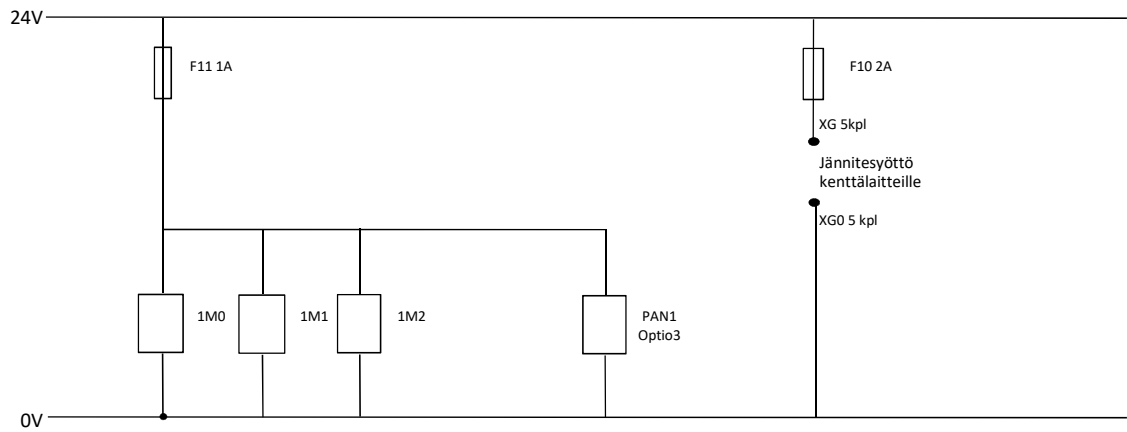 24V
F11 1A
F10 2A
XG 5kpl
Jännitesyöttö
kenttälaitteille
XG0 5 kpl
1M0
1M1
1M2
PAN1
Optio3
0V